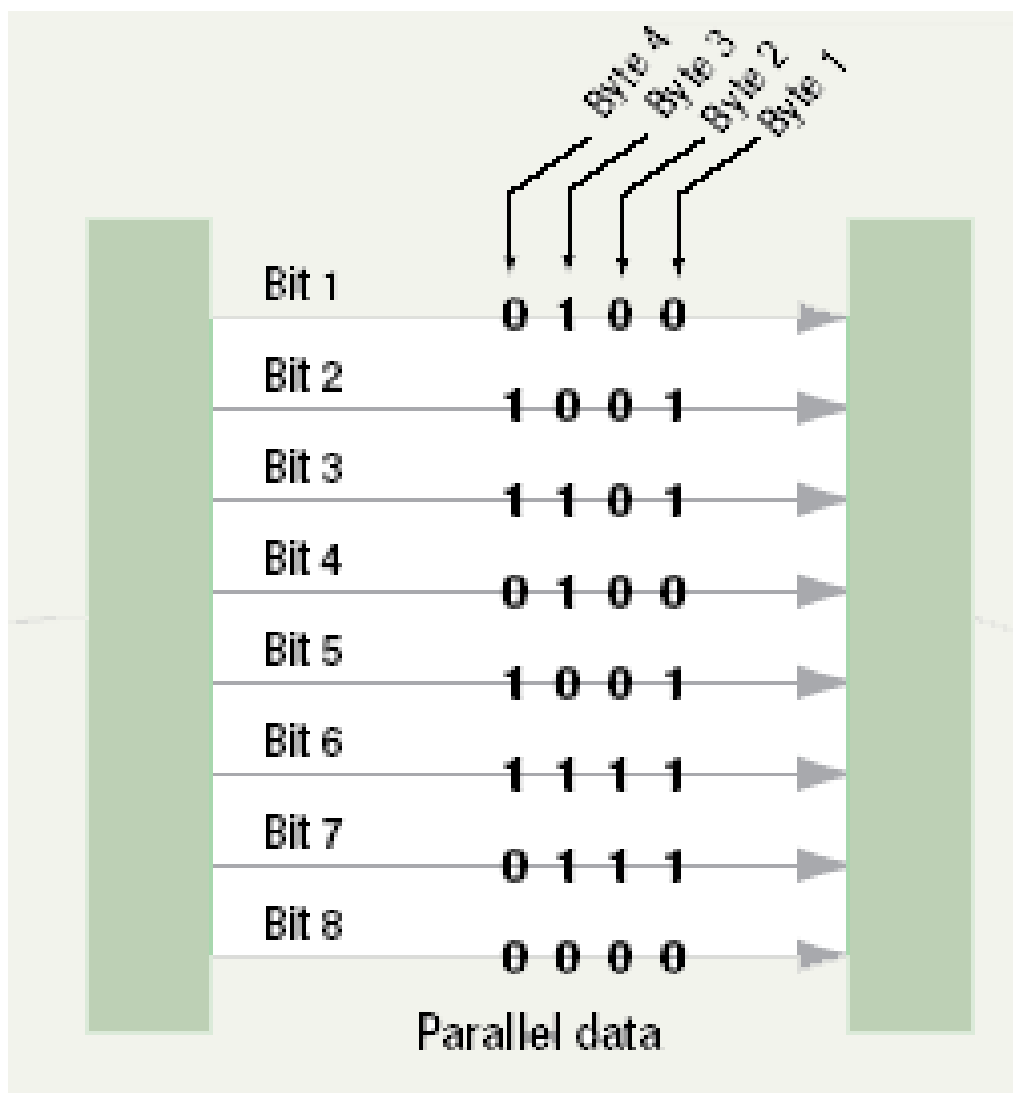 Byte 4
Byte 3
Byte 2
Byte 1
Bit 1
0 1 0 0
Bit 2
1 0 0 1
Bit 3
1 1 0 1
Bit 4
0 1 0 0
Bit 5
1 0 0 1
Bit 6
1 1 1 1
Bit 7
0 1 1 1
Bit 8
0 0 0 0
Parallel data